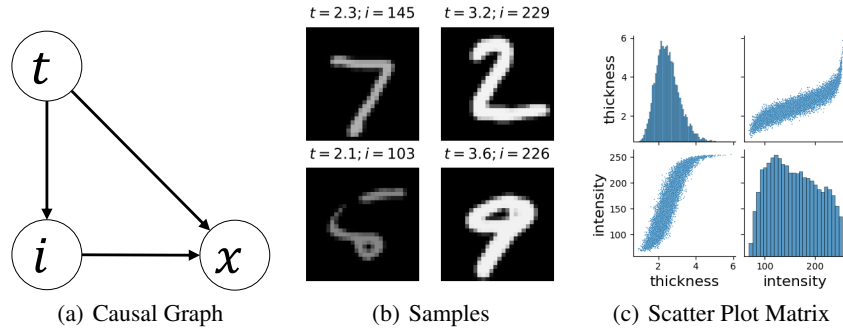 t
i
x
(a) Causal Graph
t = 2.3; i = 145
t = 3.2; i = 229
t = 2.1; i = 103
t = 3.6; i = 226
(b) Samples
thickness
6
4
2
intensity
250
200
150
100
2
4
6
thickness
100
200
intensity
(c) Scatter Plot Matrix